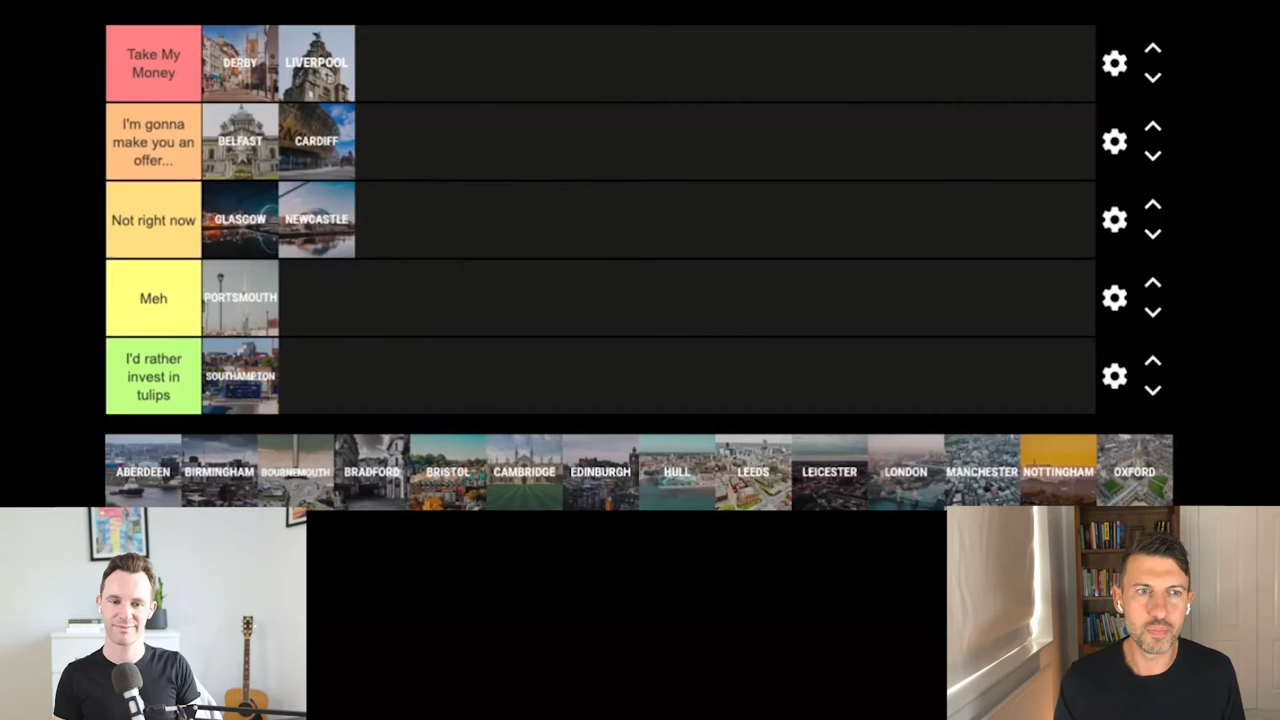 Take My
Money
DERBY
LIVERPOOL
I'm gonna
make you an
offer...
BELFAST
CARDIFF
Not right now
GLASGOW
NEWCASTLE
Meh
PORTSMOUTH
I'd rather
invest in
tulips
SOUTHAMPTON
ABERDEEN
BIRMINGHAM
BOURNEMOUTH
BRADFORD
BRISTOL
CAMBRIDGE
EDINBURGH
HULL
LEEDS
LEICESTER
LONDON
MANCHESTER
NOTTINGHAM
OXFORD